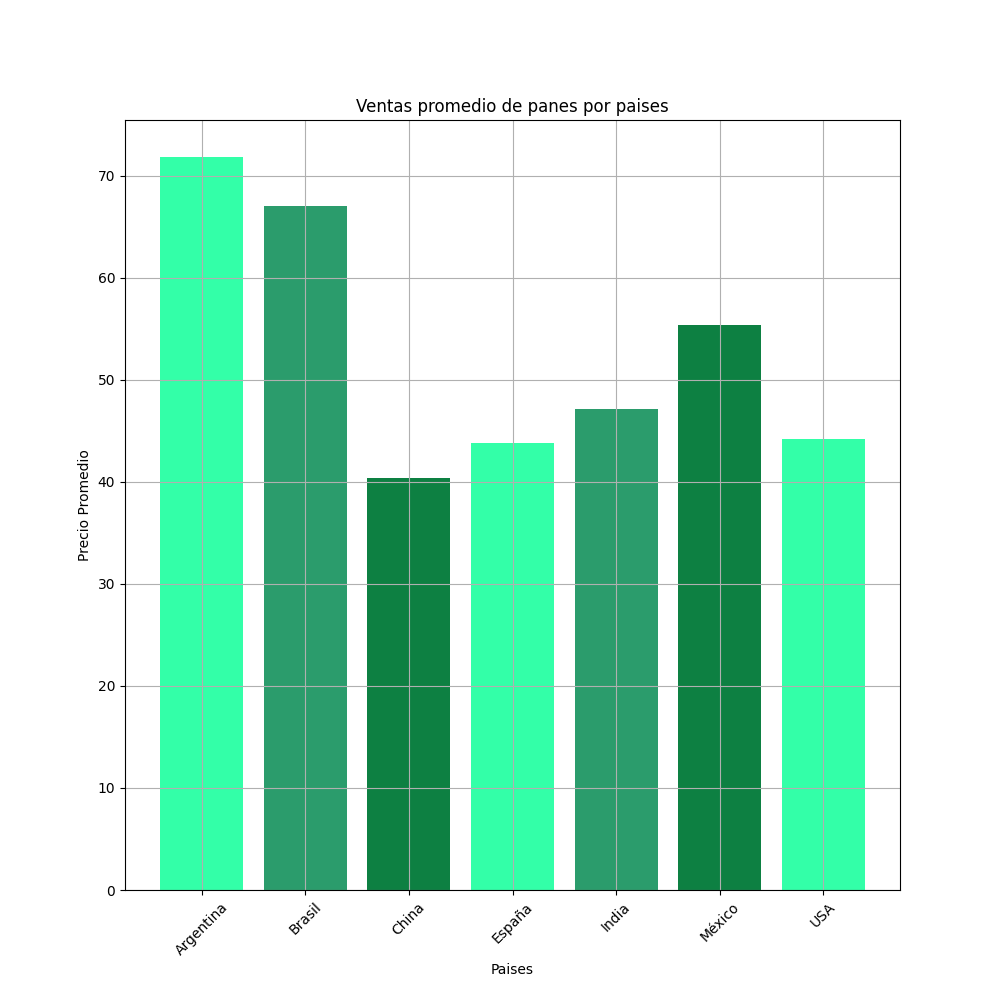 Ventas promedio de panes por paises
Precio Promedio
70
60
50
40
30
20
10
0
Argentina
Brasil
China
España
India
México
USA
Paises